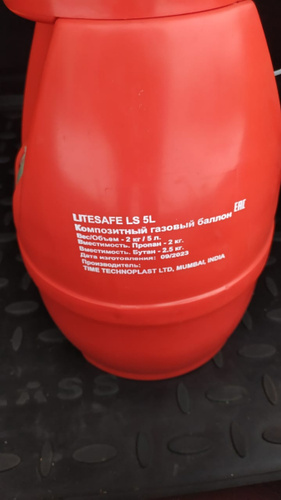 LITESAFE LS 5L
Композитный газовый баллон
Вес/Объем - 2 кг / 5 л.
Вместимость. Пропан - 2 кг.
Вместимость. Бутан - 2.5 кг.
Дата изготовления: 09/2023
Производитель:
TIME TECHNOPLAST LTD, MUMBAI, INDIA
EAC